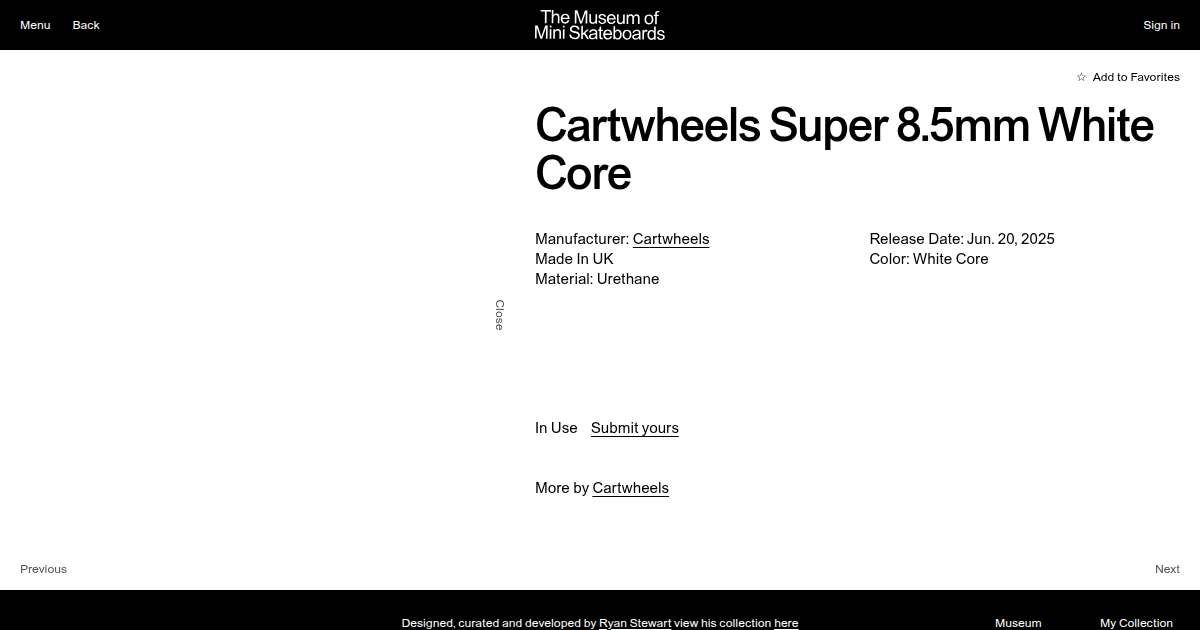 Menu
Back
The Museum of
Mini Skateboards
Sign in
☆ Add to Favorites
Cartwheels Super 8.5mm White
Core
Manufacturer: Cartwheels
Made In UK
Material: Urethane
Release Date: Jun. 20, 2025
Color: White Core
Close
In Use Submit yours
More by Cartwheels
Previous
Next
Designed, curated and developed by Ryan Stewart view his collection here
Museum
My Collection